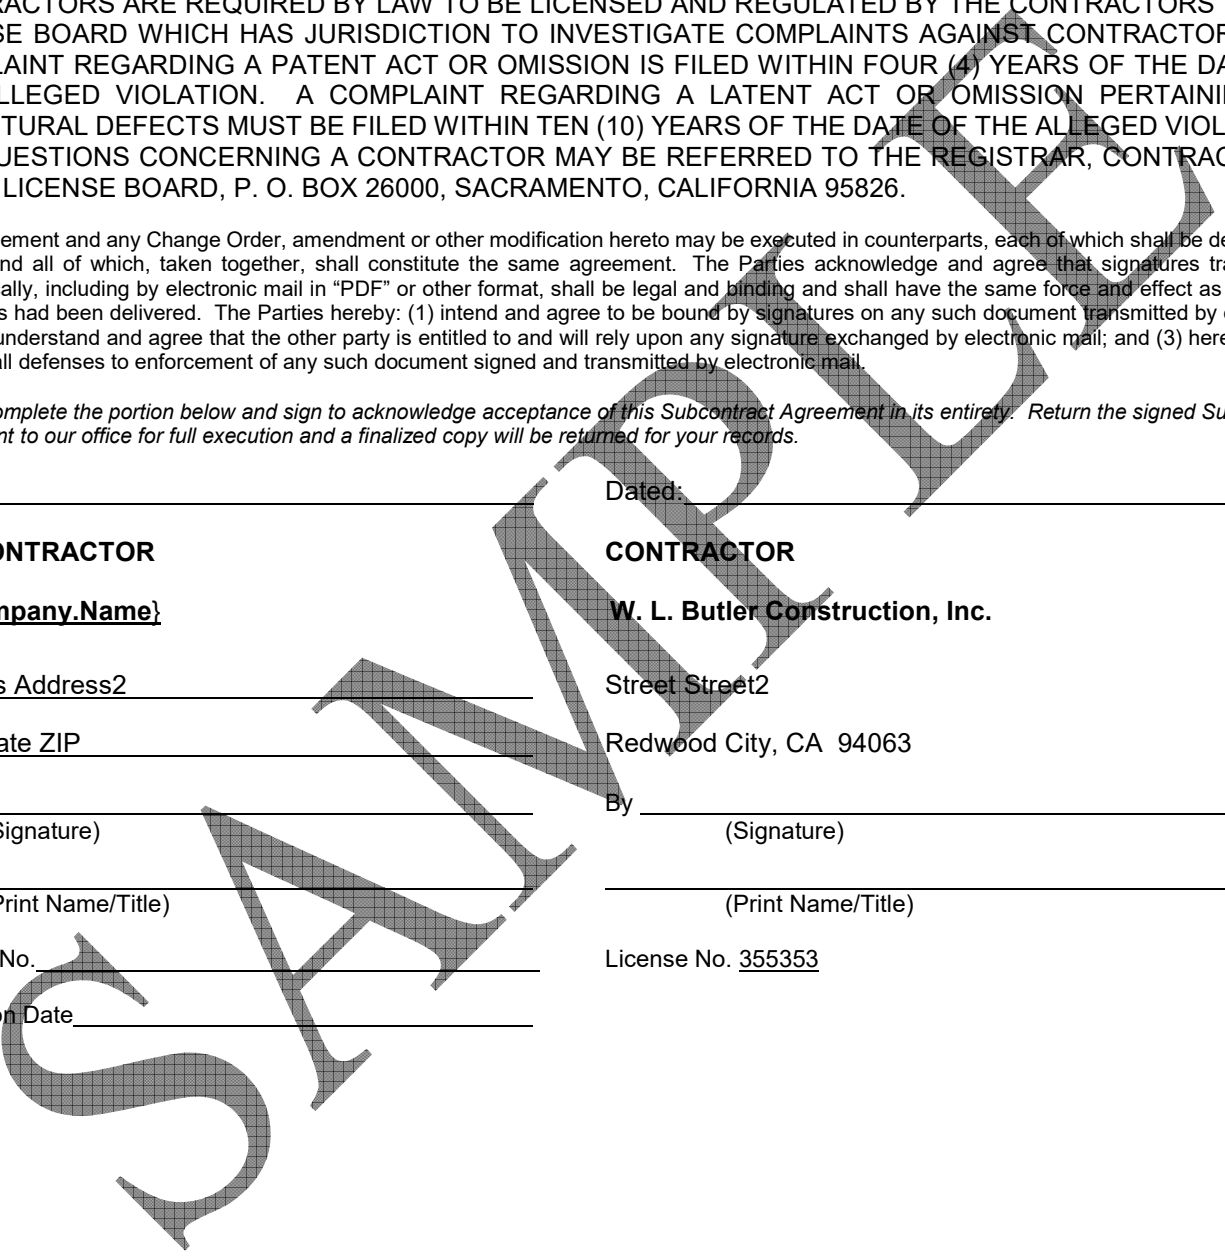 RACTORS ARE REQUIRED BY LAW TO BE LICENSED AND REGULATED BY THE CONTRACTORS
SE BOARD WHICH HAS JURISDICTION TO INVESTIGATE COMPLAINTS AGAINST CONTRACTOR
LAINT REGARDING A PATENT ACT OR OMISSION IS FILED WITHIN FOUR (4) YEARS OF THE DA
LLEGED VIOLATION. A COMPLAINT REGARDING A LATENT ACT OR OMISSION PERTAINI
TURAL DEFECTS MUST BE FILED WITHIN TEN (10) YEARS OF THE DATE OF THE ALLEGED VIOL
UESTIONS CONCERNING A CONTRACTOR MAY BE REFERRED TO THE REGISTRAR, CONTRAC
LICENSE BOARD, P. O. BOX 26000, SACRAMENTO, CALIFORNIA 95826.
ement and any Change Order, amendment or other modification hereto may be executed in counterparts, each of which shall be de
nd all of which, taken together, shall constitute the same agreement. The Parties acknowledge and agree that signatures tra
ally, including by electronic mail in “PDF” or other format, shall be legal and binding and shall have the same force and effect as
s had been delivered. The Parties hereby: (1) intend and agree to be bound by signatures on any such document transmitted by
understand and agree that the other party is entitled to and will rely upon any signature exchanged by electronic mail; and (3) here
all defenses to enforcement of any such document signed and transmitted by electronic mail.
omplete the portion below and sign to acknowledge acceptance of this Subcontract Agreement in its entirety. Return the signed Su
nt to our office for full execution and a finalized copy will be returned for your records.
Dated:
ONTRACTOR CONTRACTOR
mpany.Name} W. L. Butler Construction, Inc.
s Address2 Street Street2
ate ZIP Redwood City, CA 94063
By
Signature) (Signature)
Print Name/Title) (Print Name/Title)
No. License No. 355353
on Date
SAMPLE